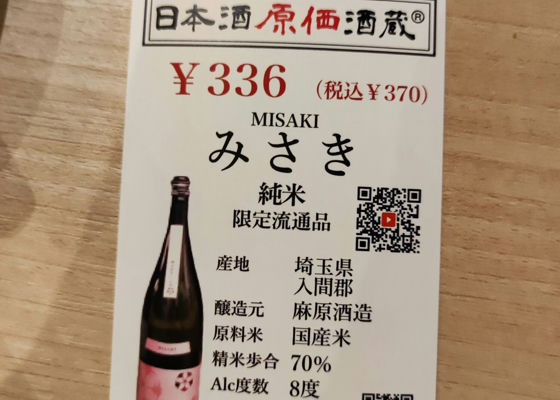 日本酒原価酒蔵®
￥336 (税込￥370)
MISAKI
みさき
純米
限定流通品
産地 埼玉県
入間郡
醸造元 麻原酒造
原料米 国産米
精米歩合 70%
Alc度数 8度
MISAKI